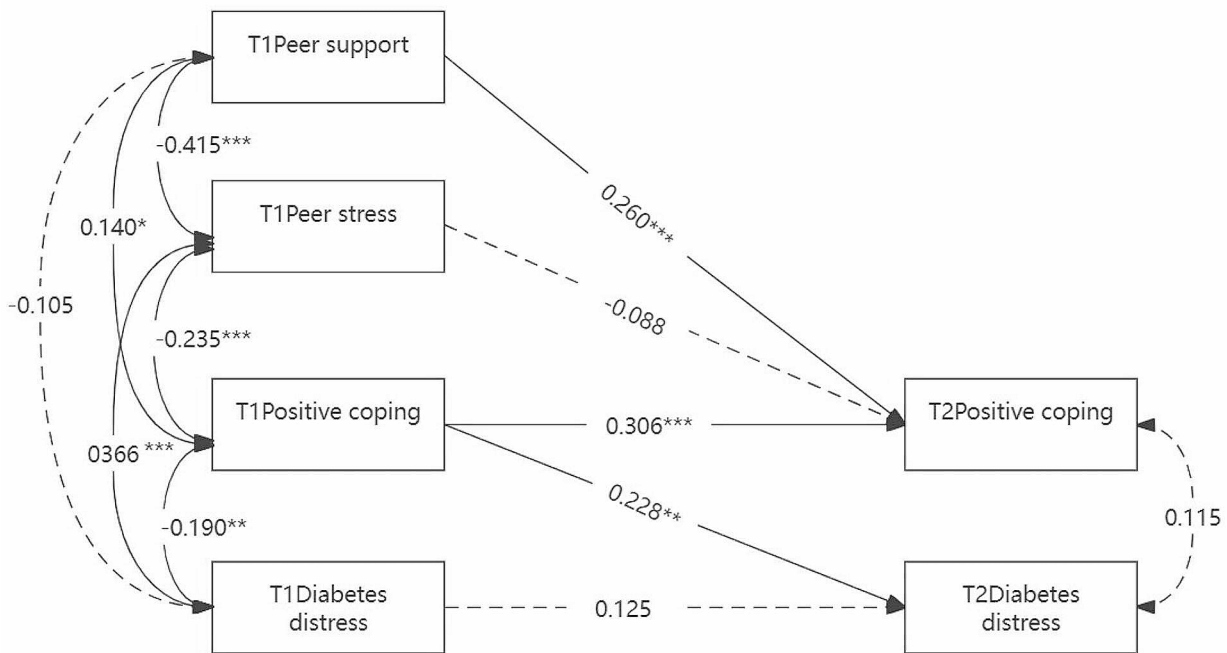 T1Peer support
-0.415***
T1Peer stress
0.260***
0.140*
-0.105
-0.088
-0.235***
T1Positive coping
0.306***
T2Positive coping
0366 ***
0.228**
-0.190**
0.115
T1Diabetes
distress
0.125
T2Diabetes
distress